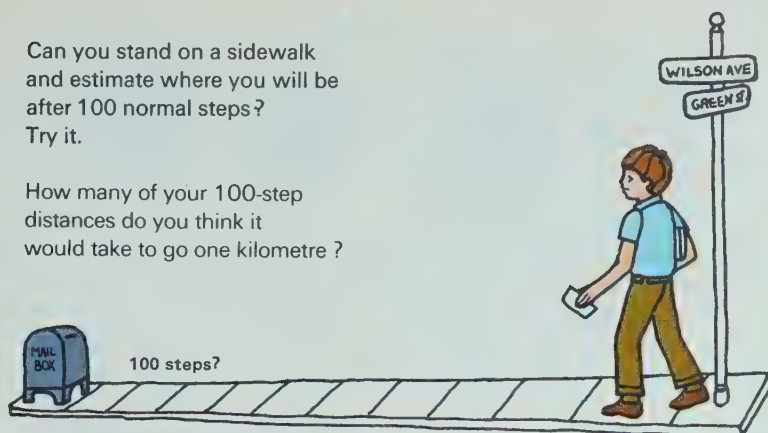 Can you stand on a sidewalk
and estimate where you will be
after 100 normal steps?
Try it.
How many of your 100-step
distances do you think it
would take to go one kilometre ?
WILSON AVE
GREEN ST
MAIL
BOX
100 steps?